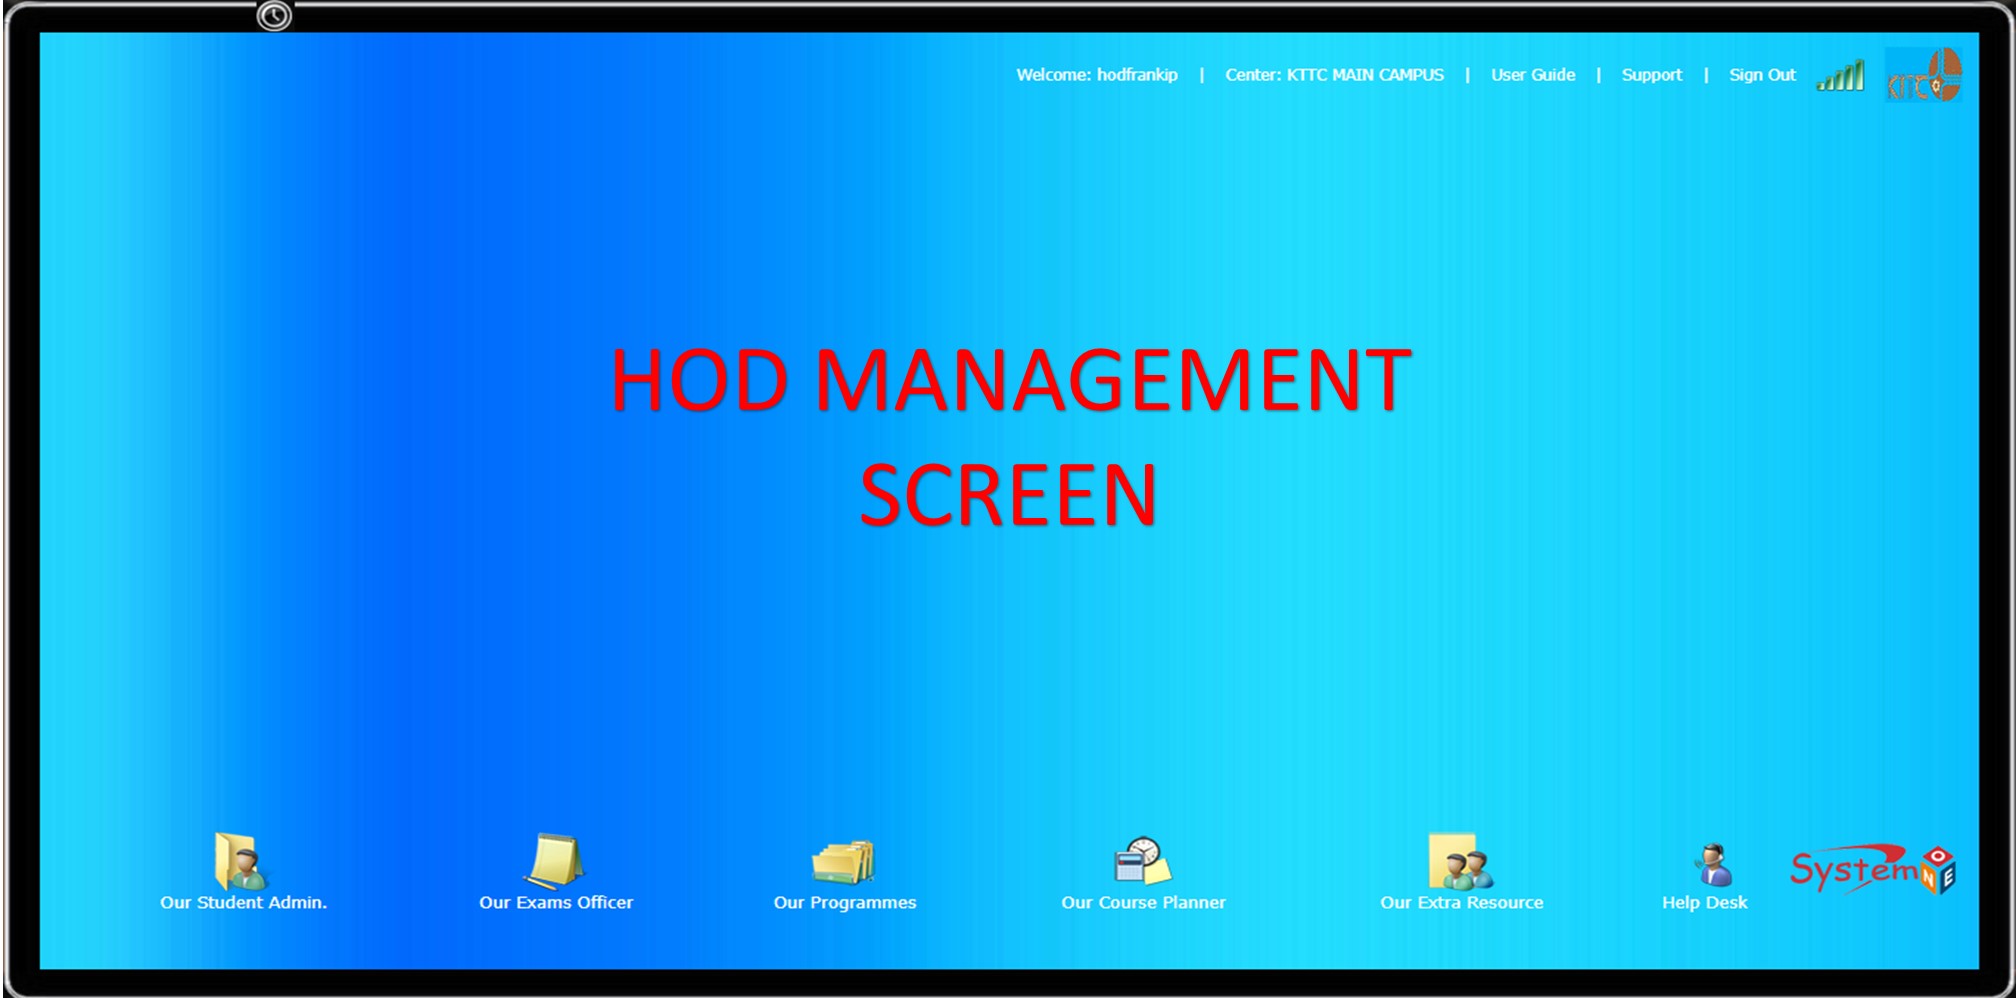 Welcome: hodfrankip | Center: KTTC MAIN CAMPUS | User Guide | Support | Sign Out
KTTC
HOD MANAGEMENT
SCREEN
Our Student Admin. Our Exams Officer Our Programmes Our Course Planner Our Extra Resource Help Desk
System ONE